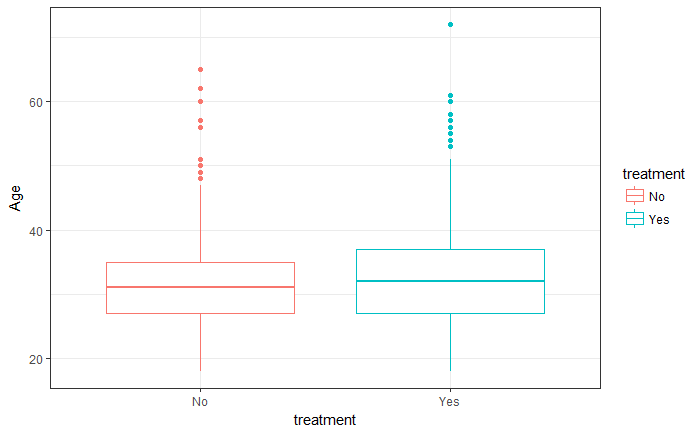 60
40
20
Age
No
Yes
treatment
treatment
No
Yes